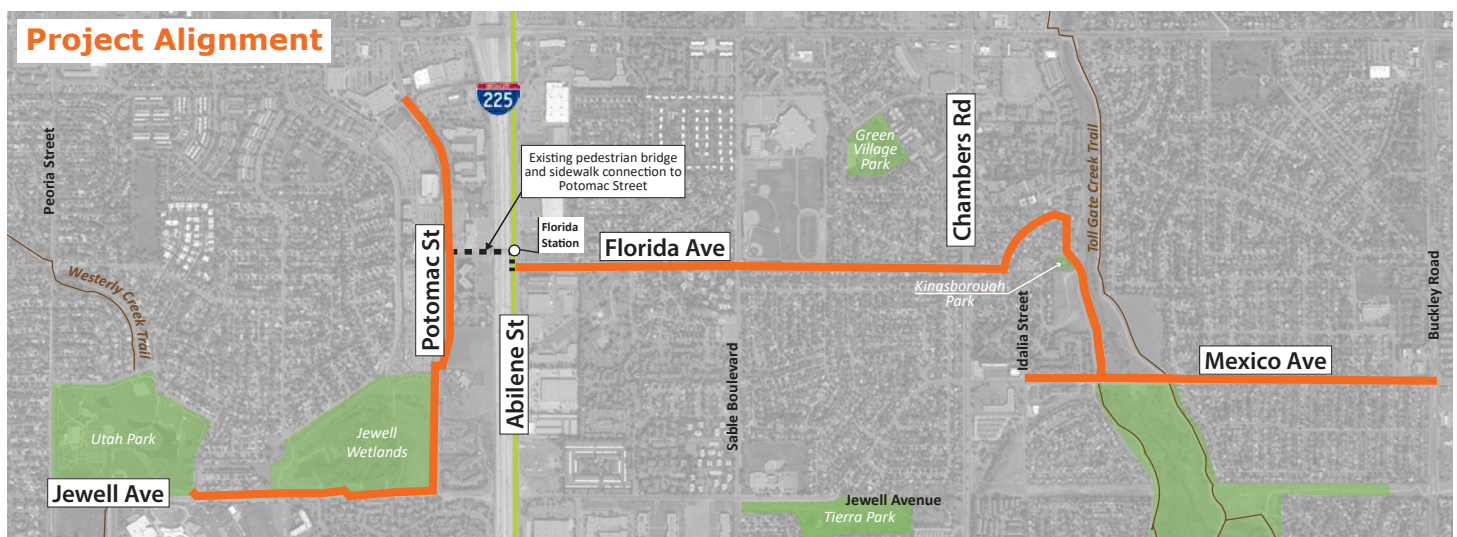 Project Alignment
225
Peoria Street
Westerly Creek Trail
Utah Park
Jewell Ave
Jewell
Wetlands
Potomac St
Existing pedestrian bridge
and sidewalk connection to
Potomac Street
Florida
Station
Abilene St
Florida Ave
Sable Boulevard
Green
Village
Park
Chambers Rd
Kingsborough
Park
Idalia Street
Toll Gate Creek Trail
Mexico Ave
Buckley Road
Jewell Avenue
Tierra Park